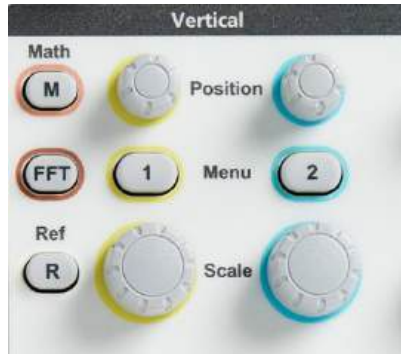 Vertical
Math
M
Position
FFT
1
Menu
2
Ref
R
Scale